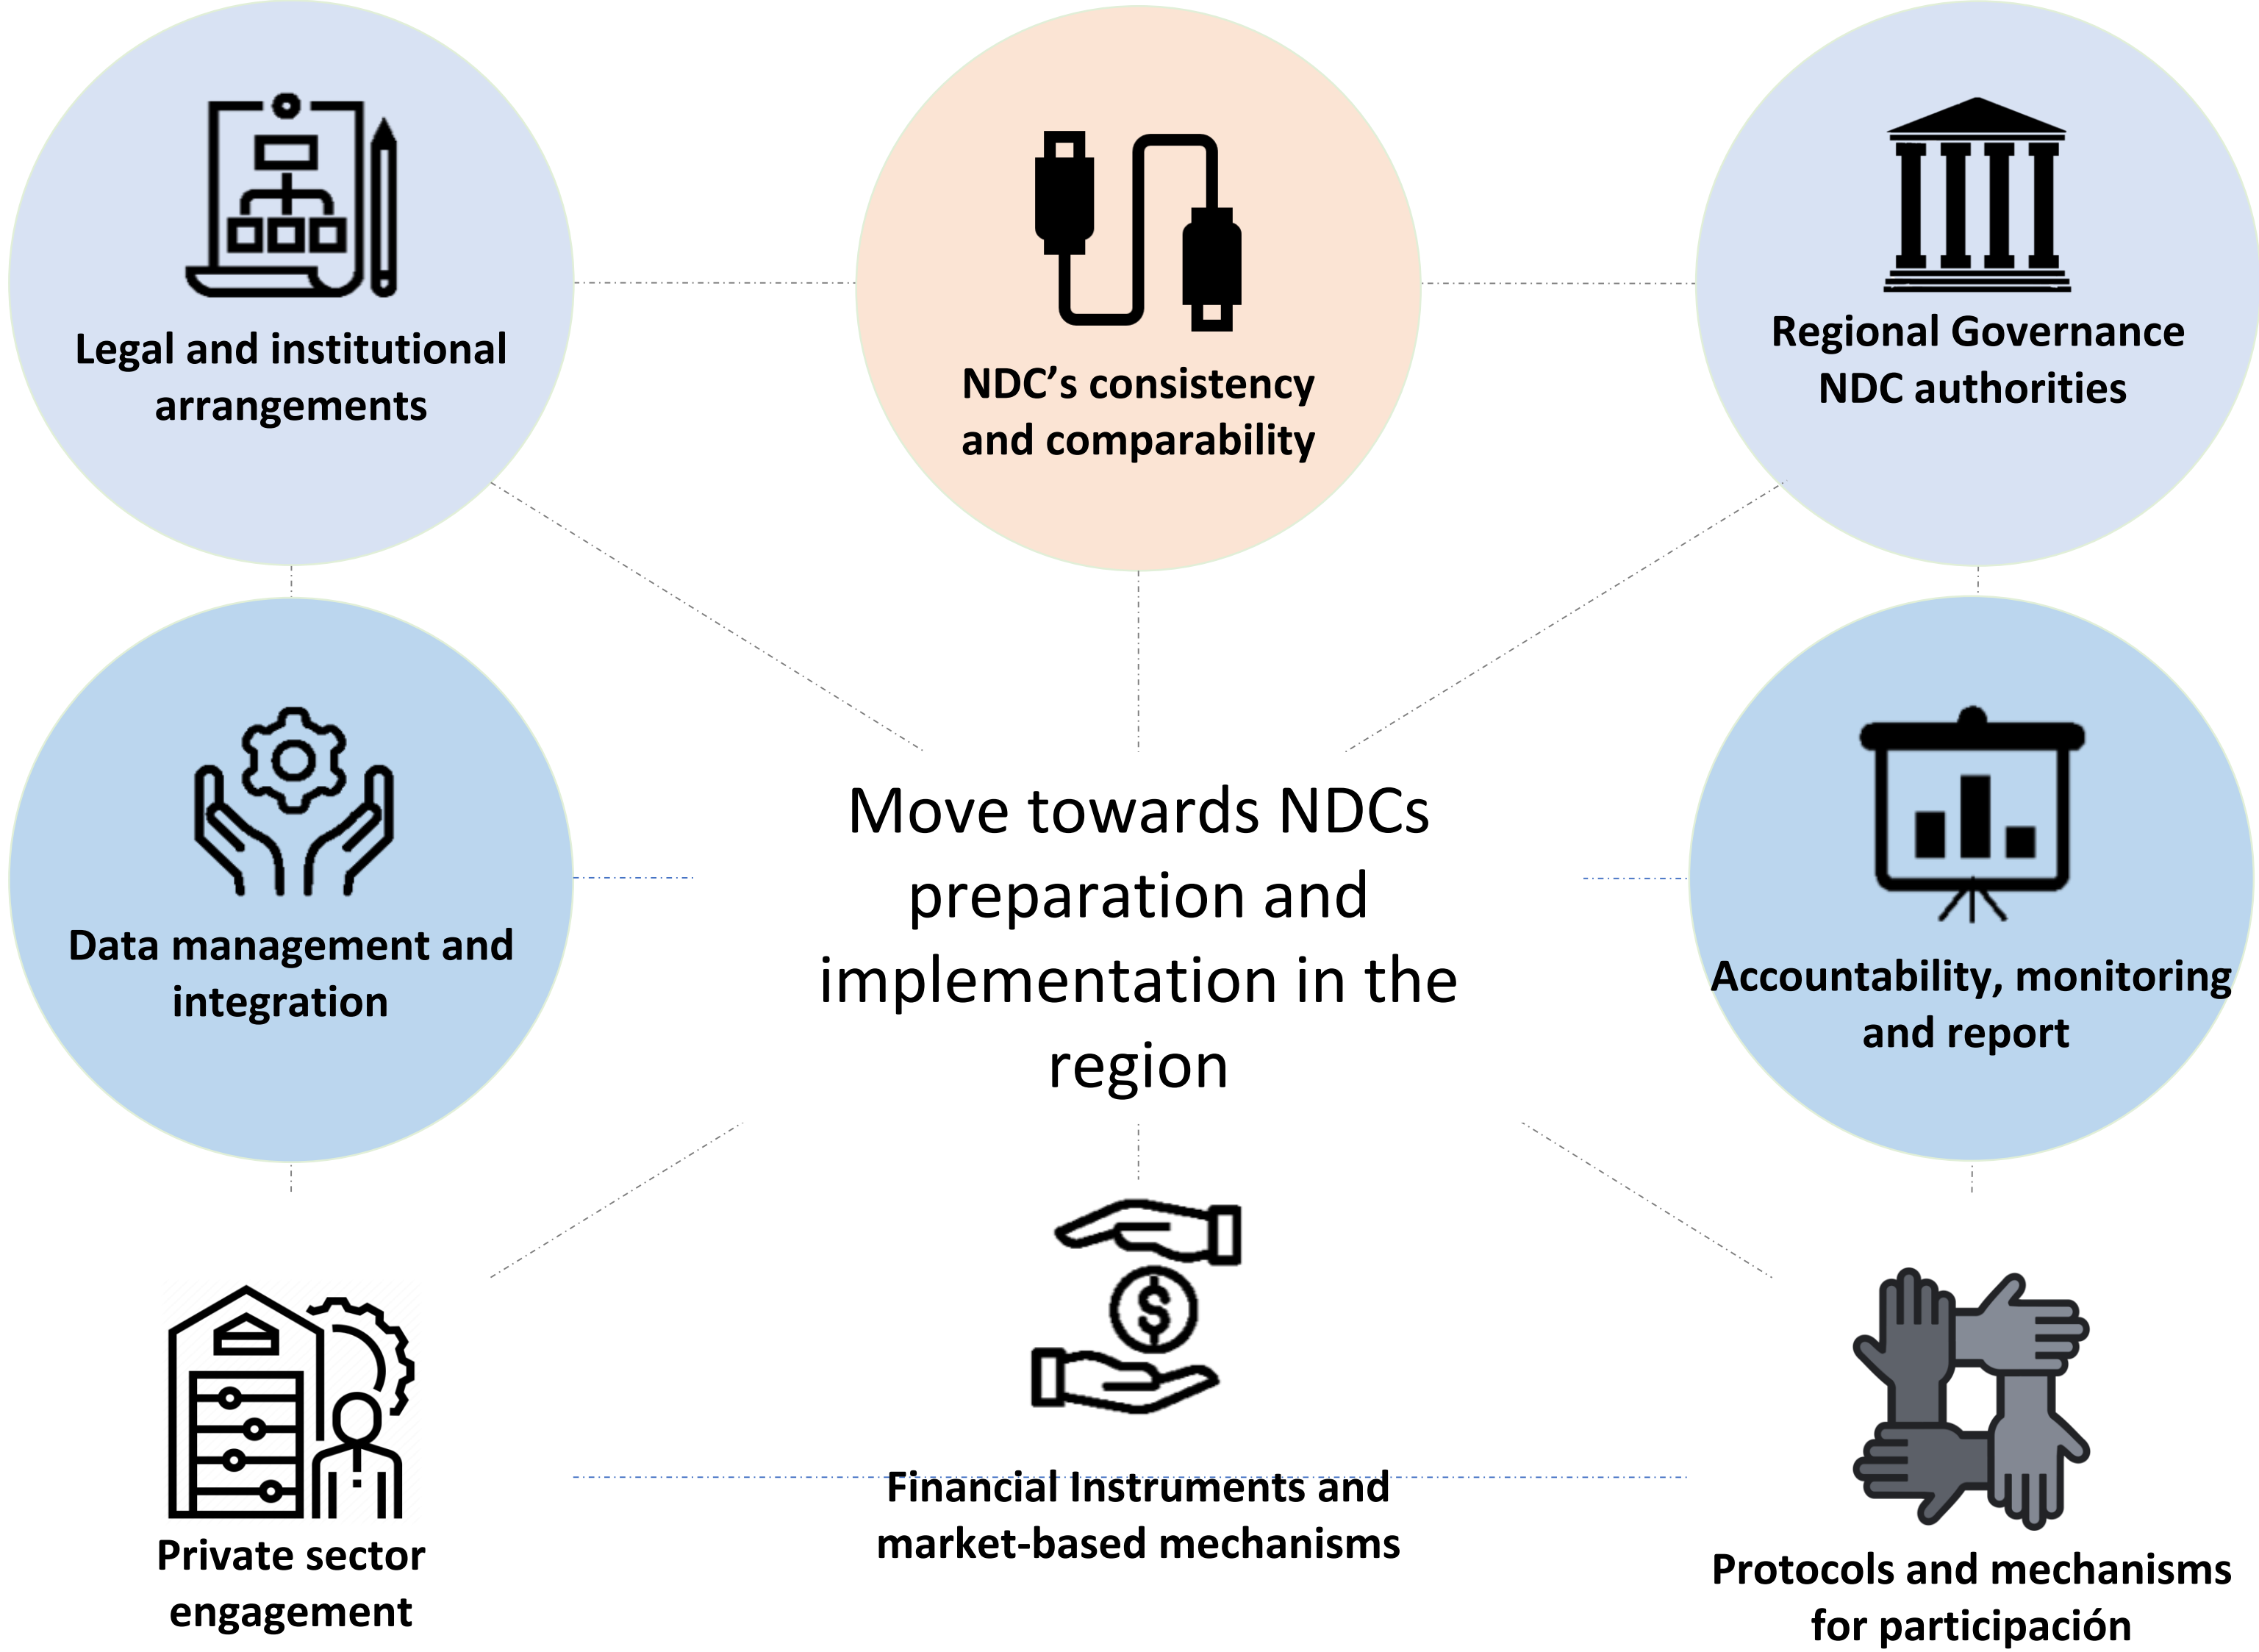 Legal and institutional
arrangements
NDC’s consistency
and comparability
Regional Governance
NDC authorities
Data management and
integration
Move towards NDCs
preparation and
implementation in the
region
Accountability, monitoring
and report
Private sector
engagement
Financial Instruments and
market-based mechanisms
Protocols and mechanisms
for participación